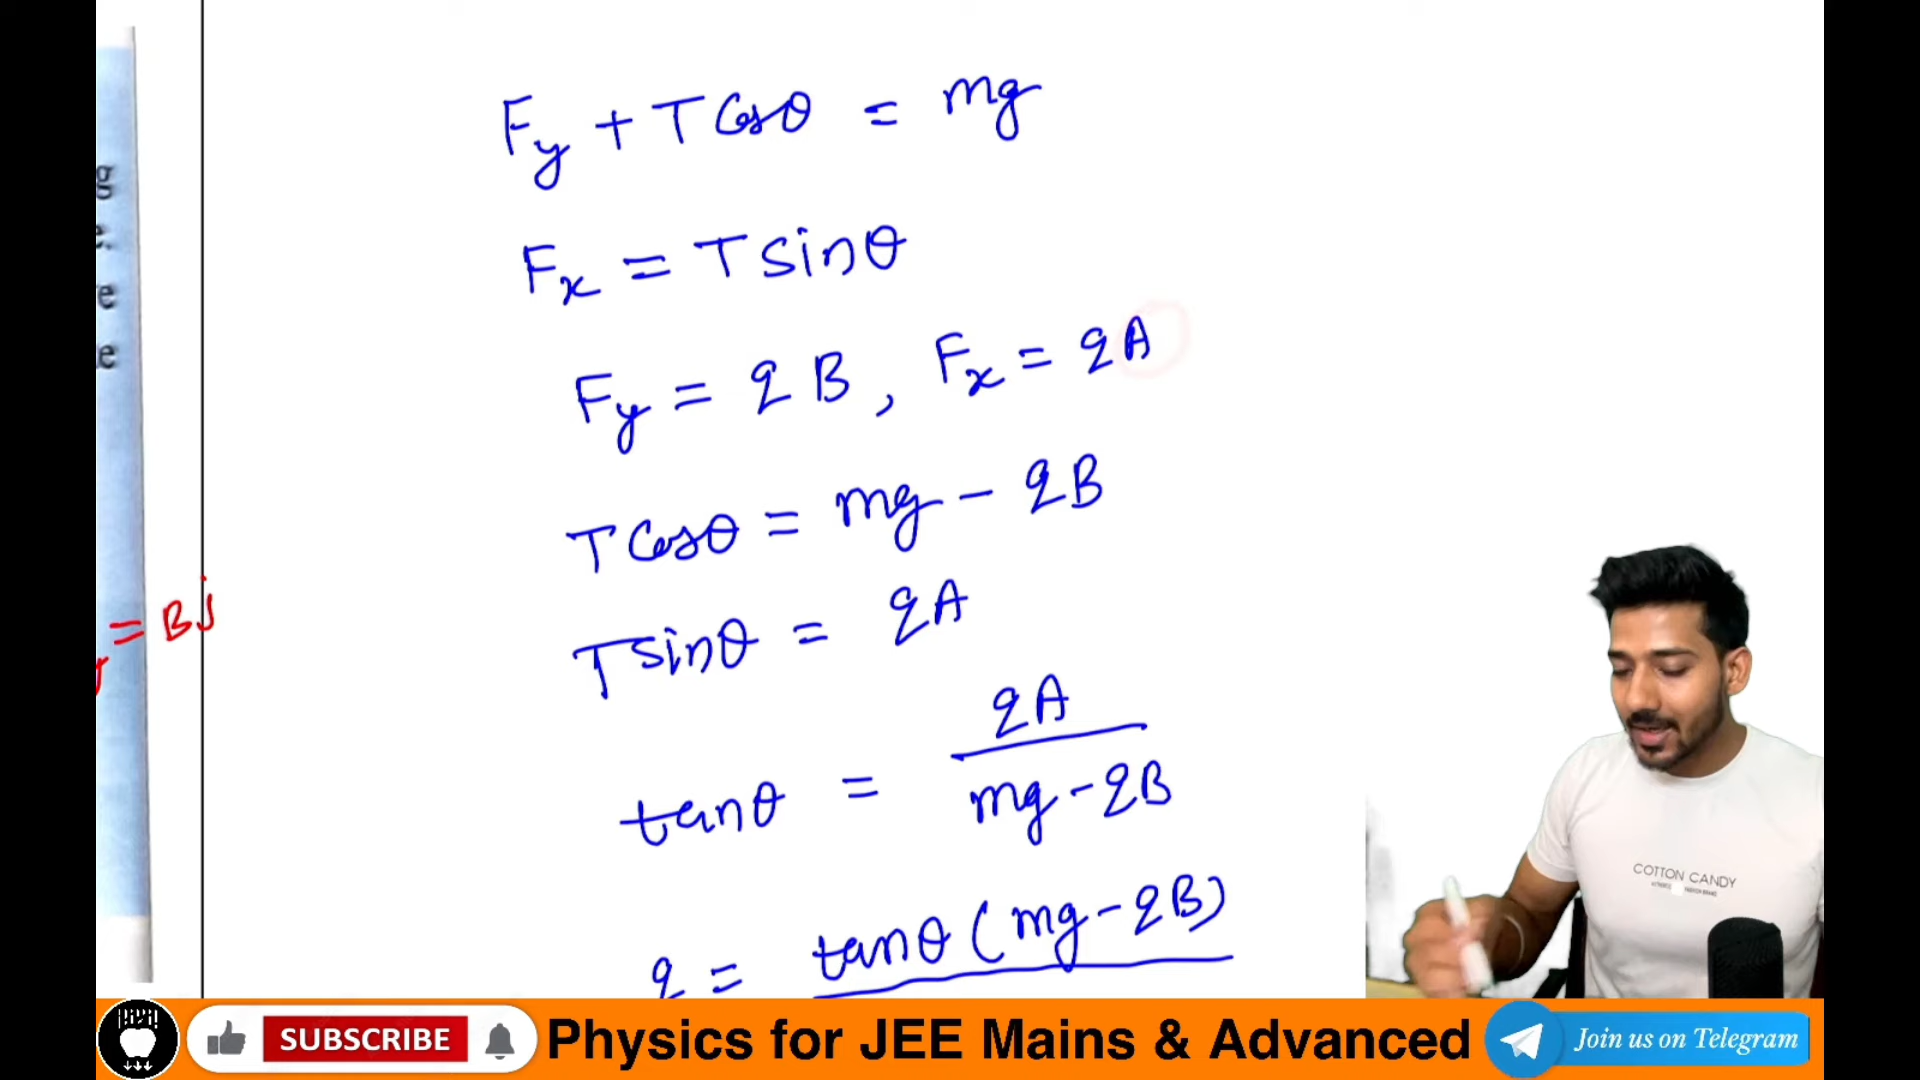 Fy + T Cosθ = mg
Fx = T sinθ
Fy = qB, Fx = qA
T Cosθ = mg - qB
T sinθ = qA
tanθ = qA / mg - qB
q = tanθ (mg - qB)
g
e.
e
e
= Bj
COTTON CANDY
SUBSCRIBE
Physics for JEE Mains & Advanced
Join us on Telegram